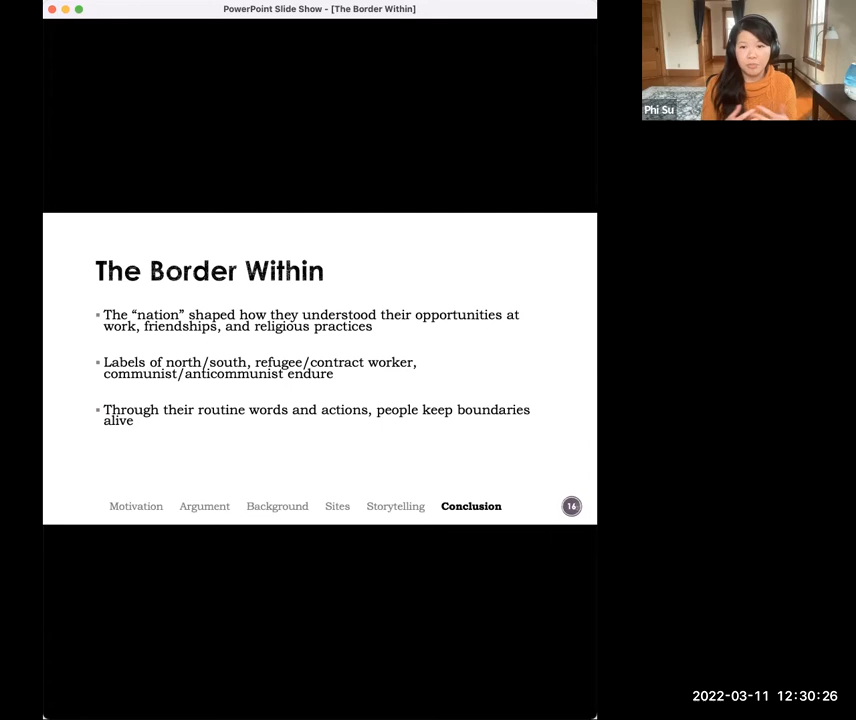 PowerPoint Slide Show - [The Border Within]
Phi Su
The Border Within
The “nation” shaped how they understood their opportunities at
work, friendships, and religious practices
Labels of north/south, refugee/contract worker,
communist/anticommunist endure
Through their routine words and actions, people keep boundaries
alive
Motivation Argument Background Sites Storytelling Conclusion 16
2022-03-11 12:30:26